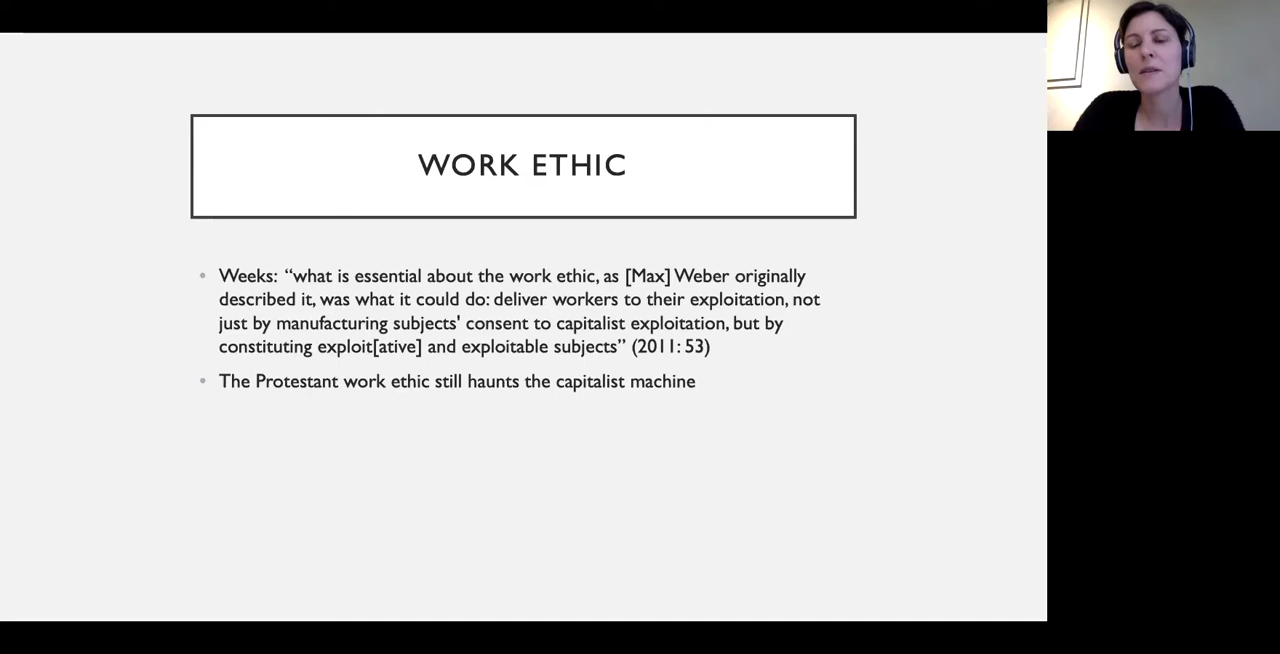 WORK ETHIC
• Weeks: “what is essential about the work ethic, as [Max] Weber originally
described it, was what it could do: deliver workers to their exploitation, not
just by manufacturing subjects' consent to capitalist exploitation, but by
constituting exploit[ative] and exploitable subjects” (2011: 53)
• The Protestant work ethic still haunts the capitalist machine